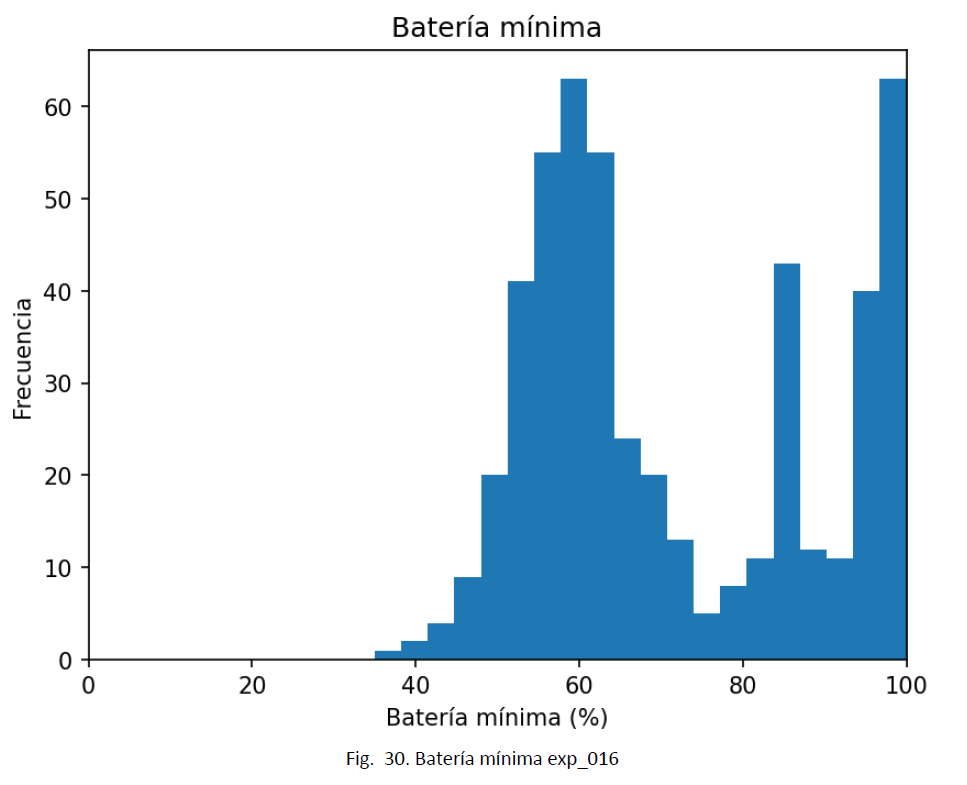 Batería mínima
60
50
40
30
20
10
0
Frecuencia
0 20 40 60 80 100
Batería mínima (%)
Fig. 30. Batería mínima exp_016